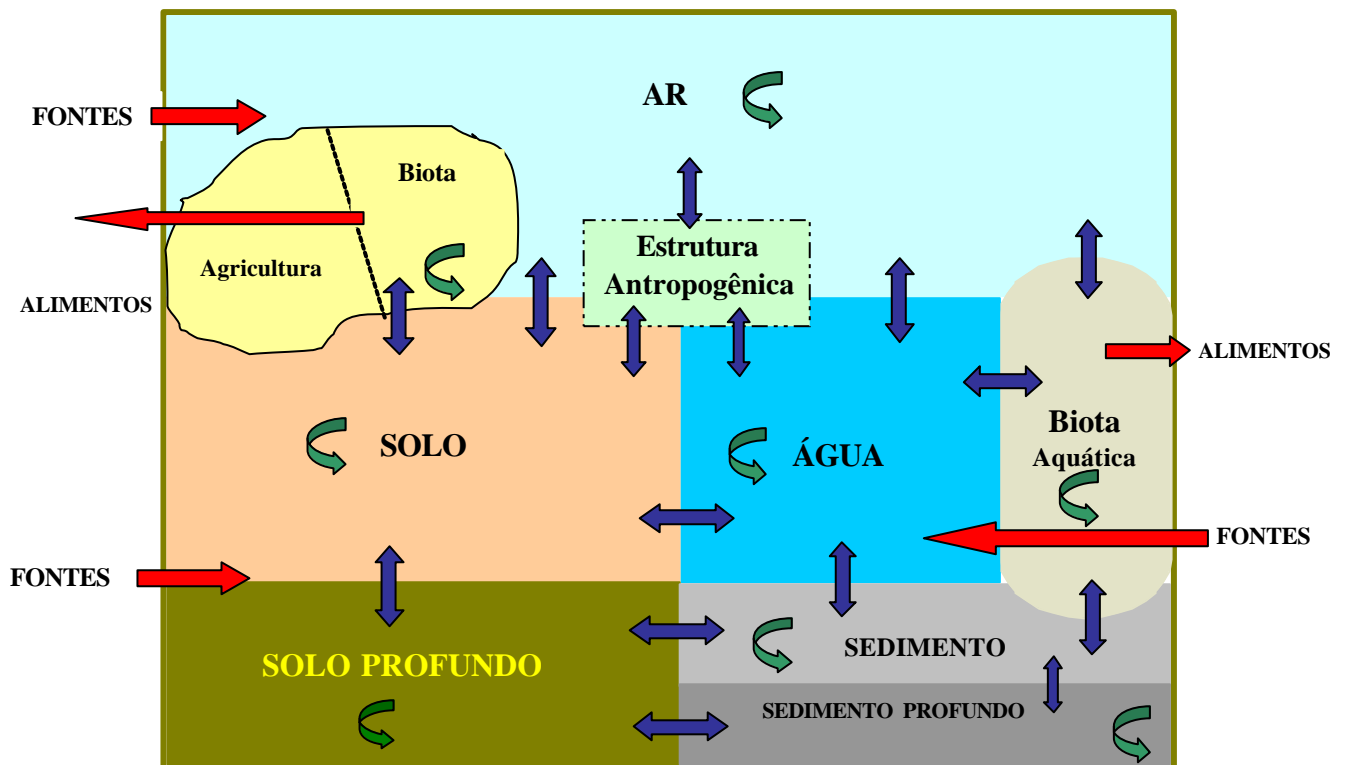 AR
FONTES
Biota
Estrutura
Antropogênica
Agricultura
ALIMENTOS
ALIMENTOS
Biota
Aquática
SOLO
ÁGUA
FONTES
FONTES
SEDIMENTO
SOLO PROFUNDO
SEDIMENTO PROFUNDO